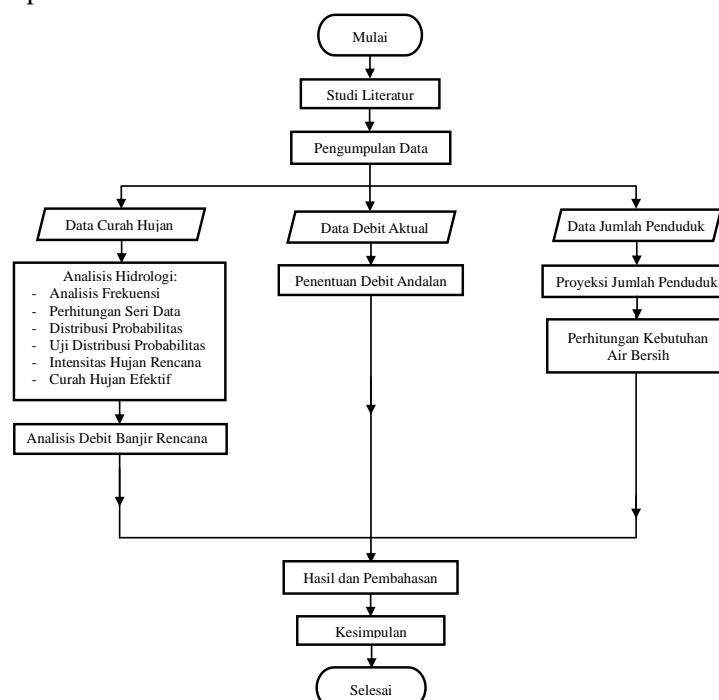 Mulai
Studi Literatur
Pengumpulan Data
Data Curah Hujan
Data Debit Aktual
Data Jumlah Penduduk
Analisis Hidrologi:
- Analisis Frekuensi
- Perhitungan Seri Data
- Distribusi Probabilitas
- Uji Distribusi Probabilitas
- Intensitas Hujan Rencana
- Curah Hujan Efektif
Penentuan Debit Andalan
Proyeksi Jumlah Penduduk
Perhitungan Kebutuhan
Air Bersih
Analisis Debit Banjir Rencana
Hasil dan Pembahasan
Kesimpulan
Selesai